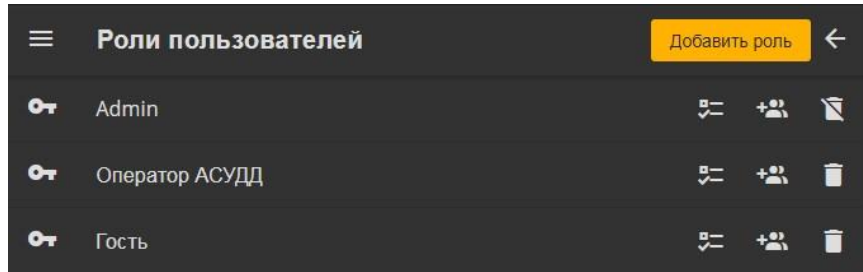 Роли пользователей
Добавить роль
Admin
Оператор АСУДД
Гость